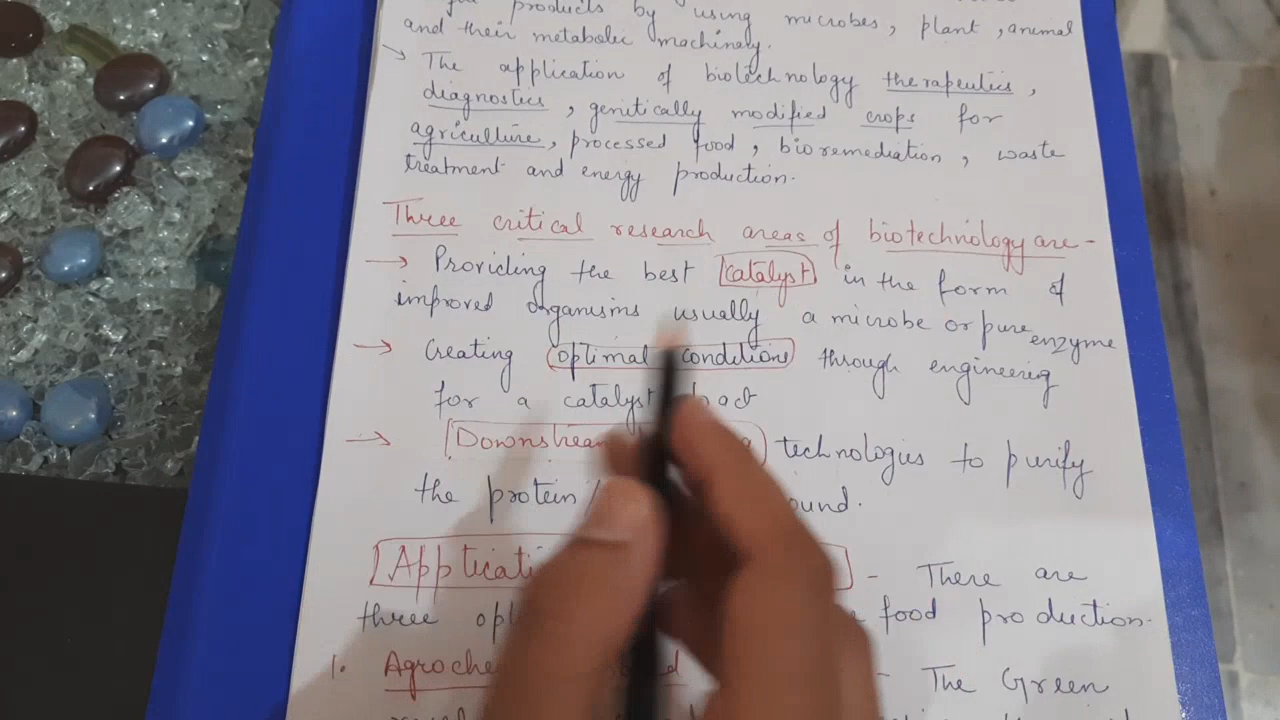 products by using microbes, plant, animal
and their metabolic machinary.
→ The application of biotechnology therapeutics,
diagnostics, genitically modified crops for
agriculture, processed food, bioremediation, waste
treatment and energy production.
Three critical research areas of biotechnology are-
→ Providing the best catalyst in the form of
improved organisms usually a microbe or pure enzyme
→ Creating optimal conditions through engineering
for a catalyst act
→ technologies to purify
the protein/
- There are
three food production.
1. - The Green